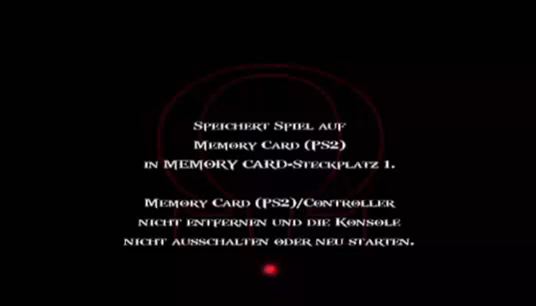 Speichert Spiel auf
Memory Card (PS2)
in MEMORY CARD-Steckplatz 1.
Memory Card (PS2)/Controller
nicht entfernen und die Konsole
nicht ausschalten oder neu starten.